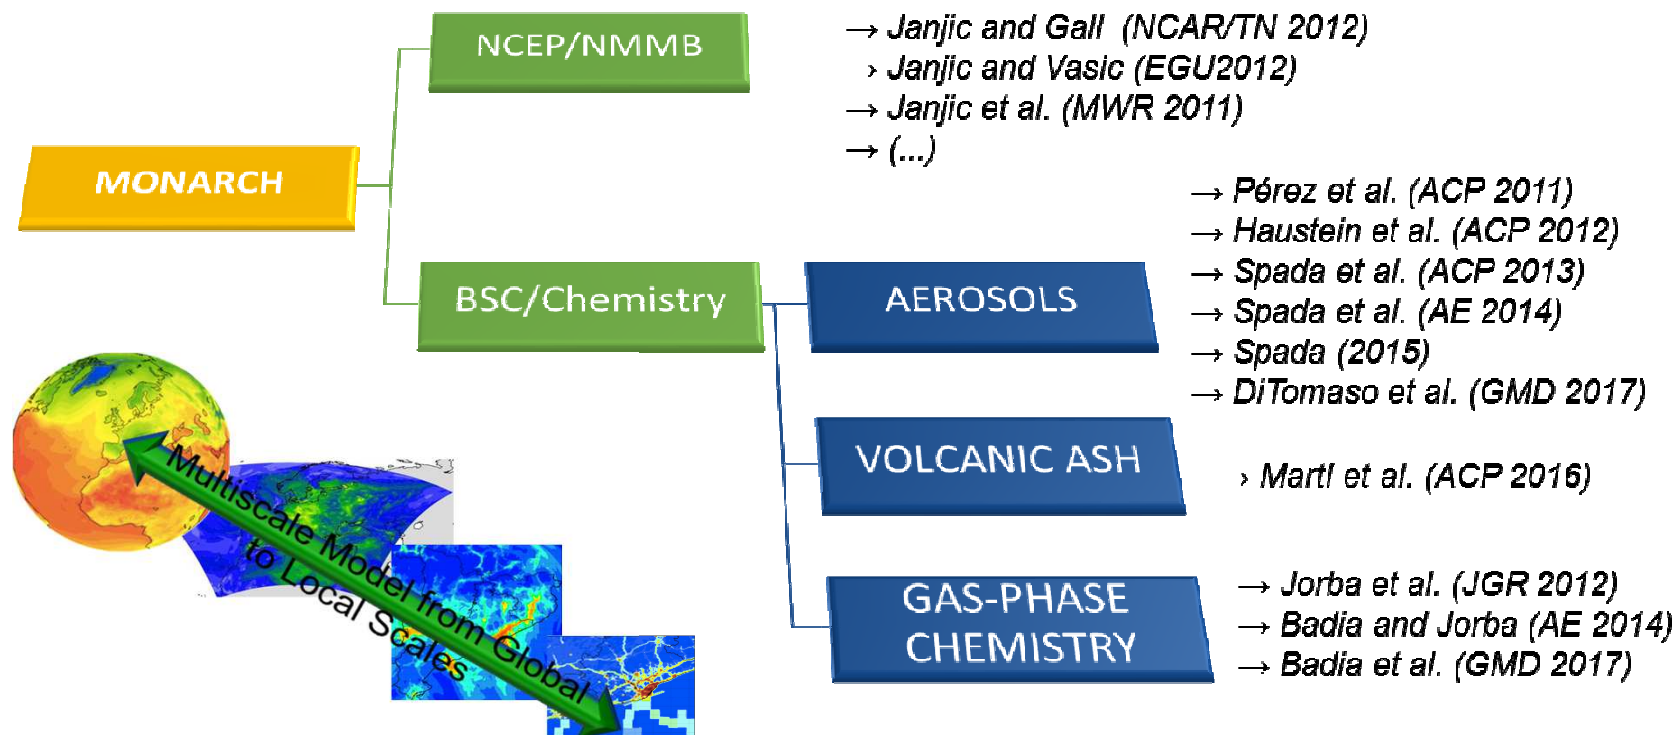 NCEP/NMMB
→ Janjic and Gall (NCAR/TN 2012)
› Janjic and Vasic (EGU2012)
→ Janjic et al. (MWR 2011)
→ (...)
MONARCH
BSC/Chemistry
AEROSOLS
→ Pérez et al. (ACP 2011)
→ Haustein et al. (ACP 2012)
→ Spada et al. (ACP 2013)
→ Spada et al. (AE 2014)
→ Spada (2015)
→ DiTomaso et al. (GMD 2017)
VOLCANIC ASH
› Martí et al. (ACP 2016)
GAS-PHASE
CHEMISTRY
→ Jorba et al. (JGR 2012)
→ Badia and Jorba (AE 2014)
→ Badia et al. (GMD 2017)
Multiscale Model from Global
to Local Scales